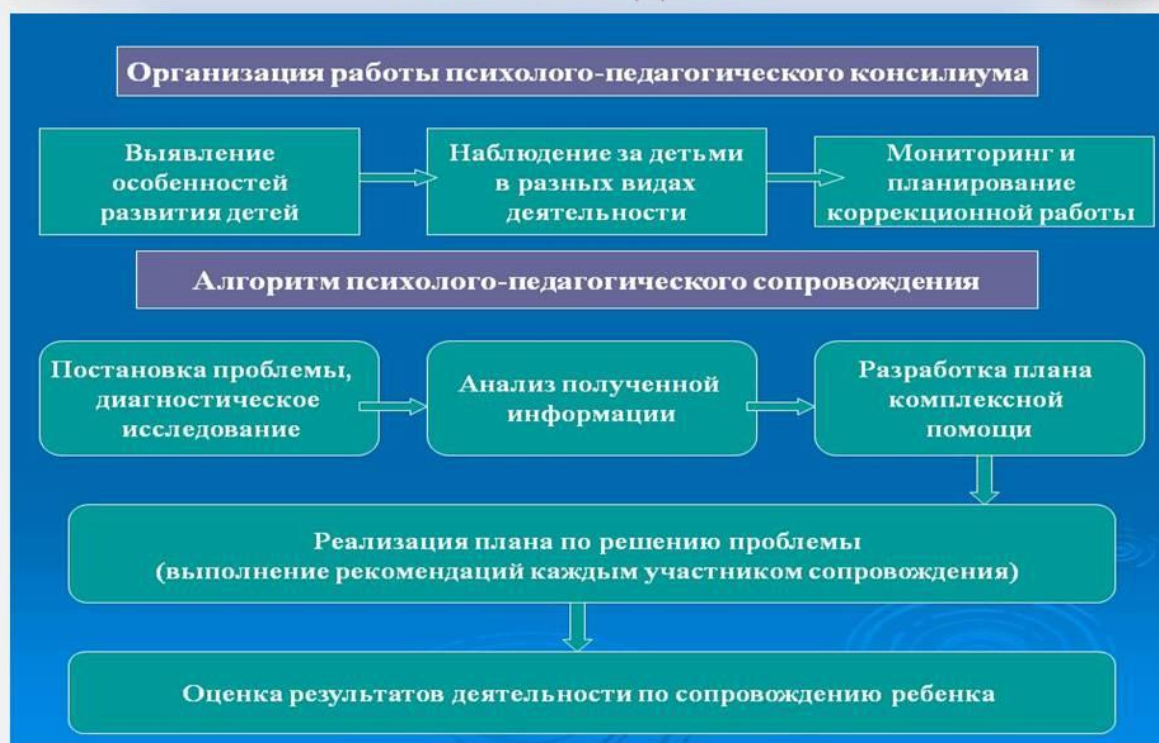 Организация работы психолого-педагогического консилиума
Выявление
особенностей
развития детей
Наблюдение за детьми
в разных видах
деятельности
Мониторинг и
планирование
коррекционной работы
Алгоритм психолого-педагогического сопровождения
Постановка проблемы,
диагностическое
исследование
Анализ полученной
информации
Разработка плана
комплексной
помощи
Реализация плана по решению проблемы
(выполнение рекомендаций каждым участником сопровождения)
Оценка результатов деятельности по сопровождению ребенка